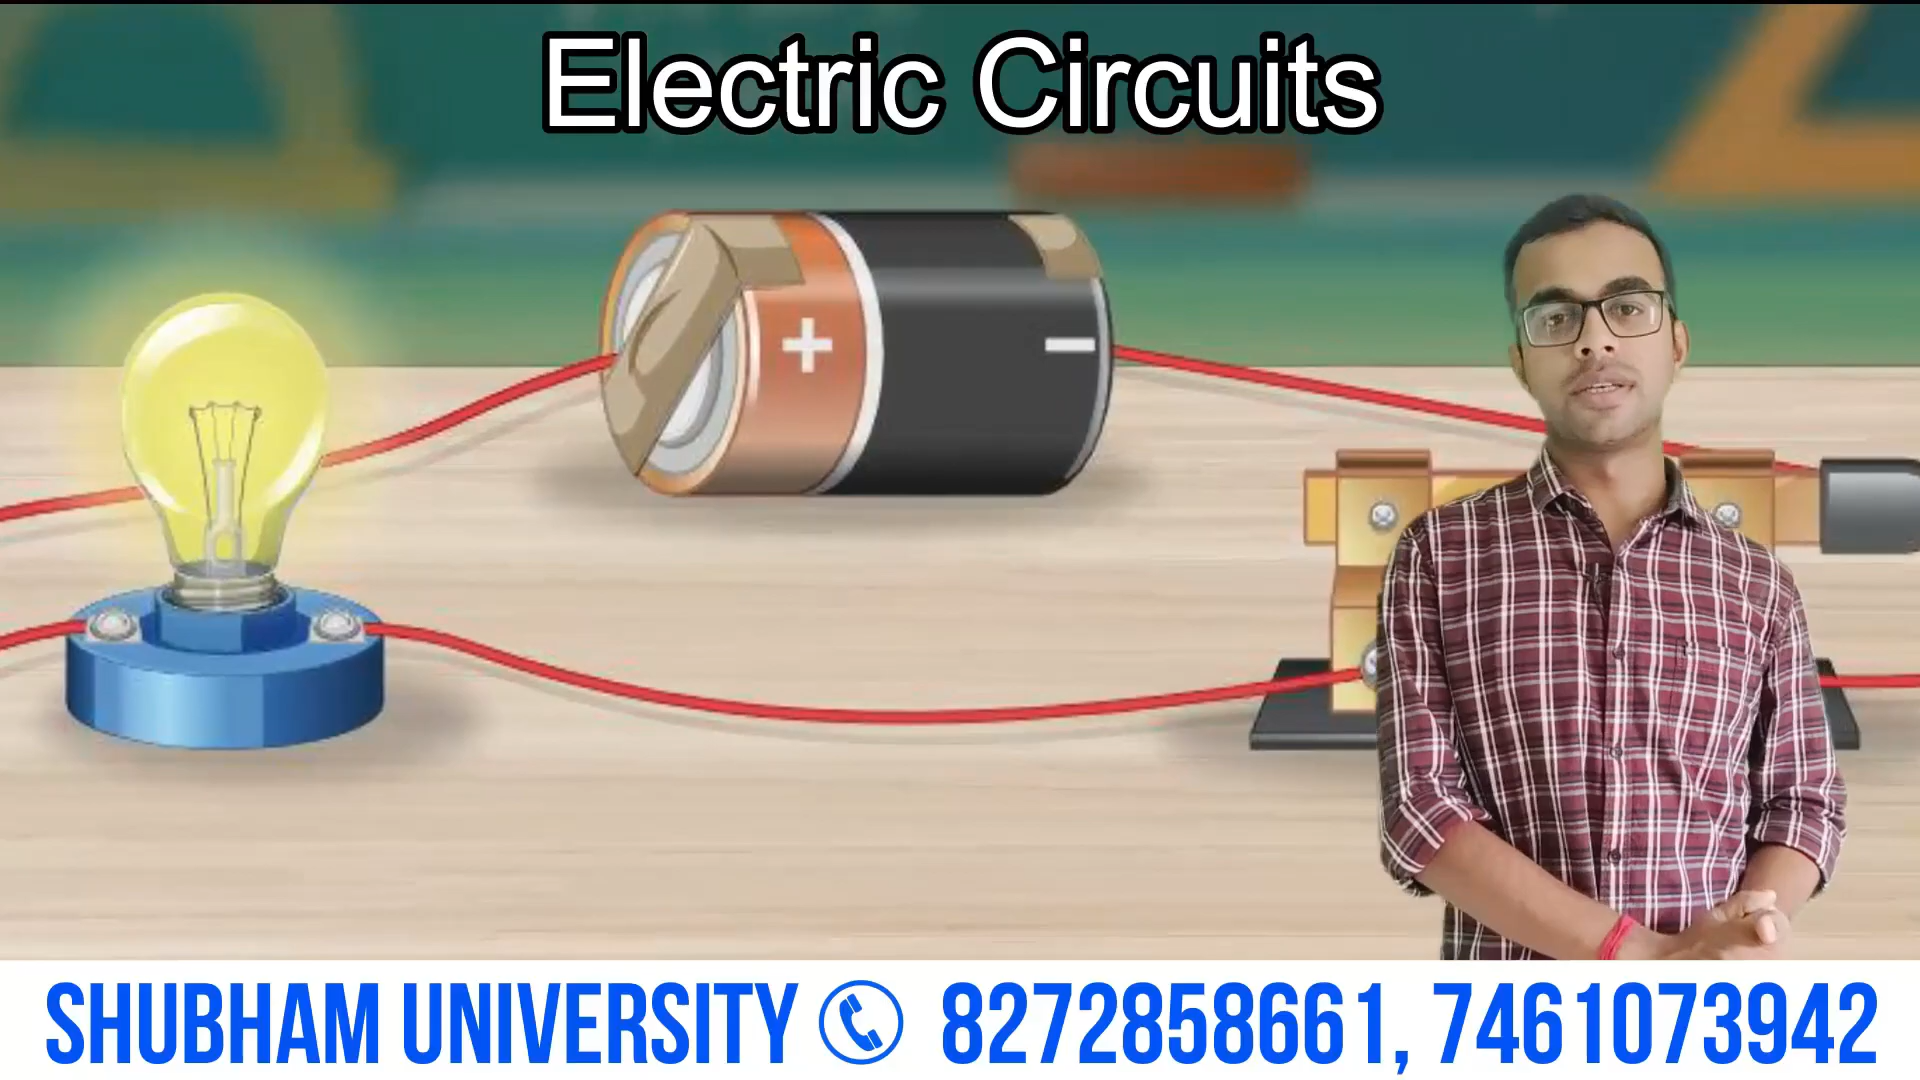 Electric Circuits
+ −
SHUBHAM UNIVERSITY 8272858661, 7461073942